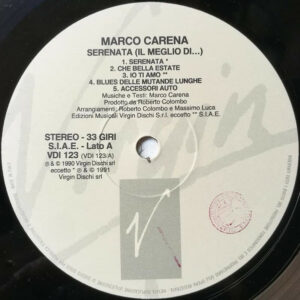 MARCO CARENA
SERENATA (IL MEGLIO DI...)
1. SERENATA *
2. CHE BELLA ESTATE
3. IO TI AMO **
4. BLUES DELLE MUTANDE LUNGHE
5. ACCESSORI AUTO
Musiche e Testi: Marco Carena
Prodotto da Roberto Colombo
Arrangiamenti: Roberto Colombo e Massimo Luca
Edizioni Musicali Virgin Dischi S.r.l. eccetto ** S.I.A.E.
STEREO - 33 GIRI
S.I.A.E. - Lato A
VDI 123 (VDI 123/A)
℗ & © 1990 Virgin Dischi srl
eccetto * ℗ & © 1991
Virgin Dischi srl
Virgin